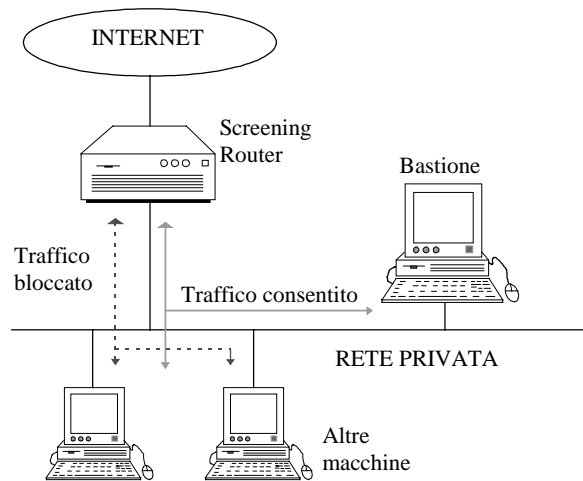 INTERNET
Screening
Router
Bastione
Traffico
bloccato
Traffico consentito
RETE PRIVATA
Altre
macchine